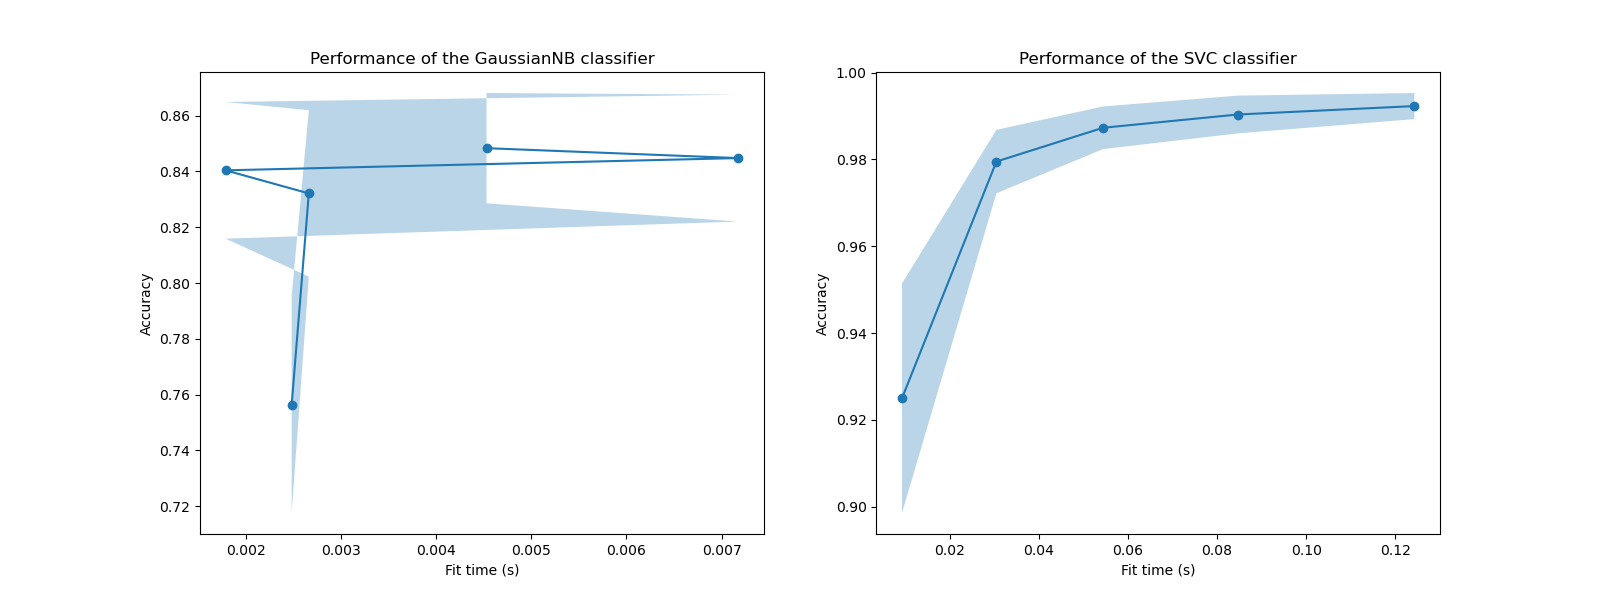 Performance of the GaussianNB classifier
0.86
0.84
0.82
0.80
0.78
0.76
0.74
0.72
Accuracy
0.002 0.003 0.004 0.005 0.006 0.007
Fit time (s)
Performance of the SVC classifier
1.00
0.98
0.96
0.94
0.92
0.90
Accuracy
0.02 0.04 0.06 0.08 0.10 0.12
Fit time (s)